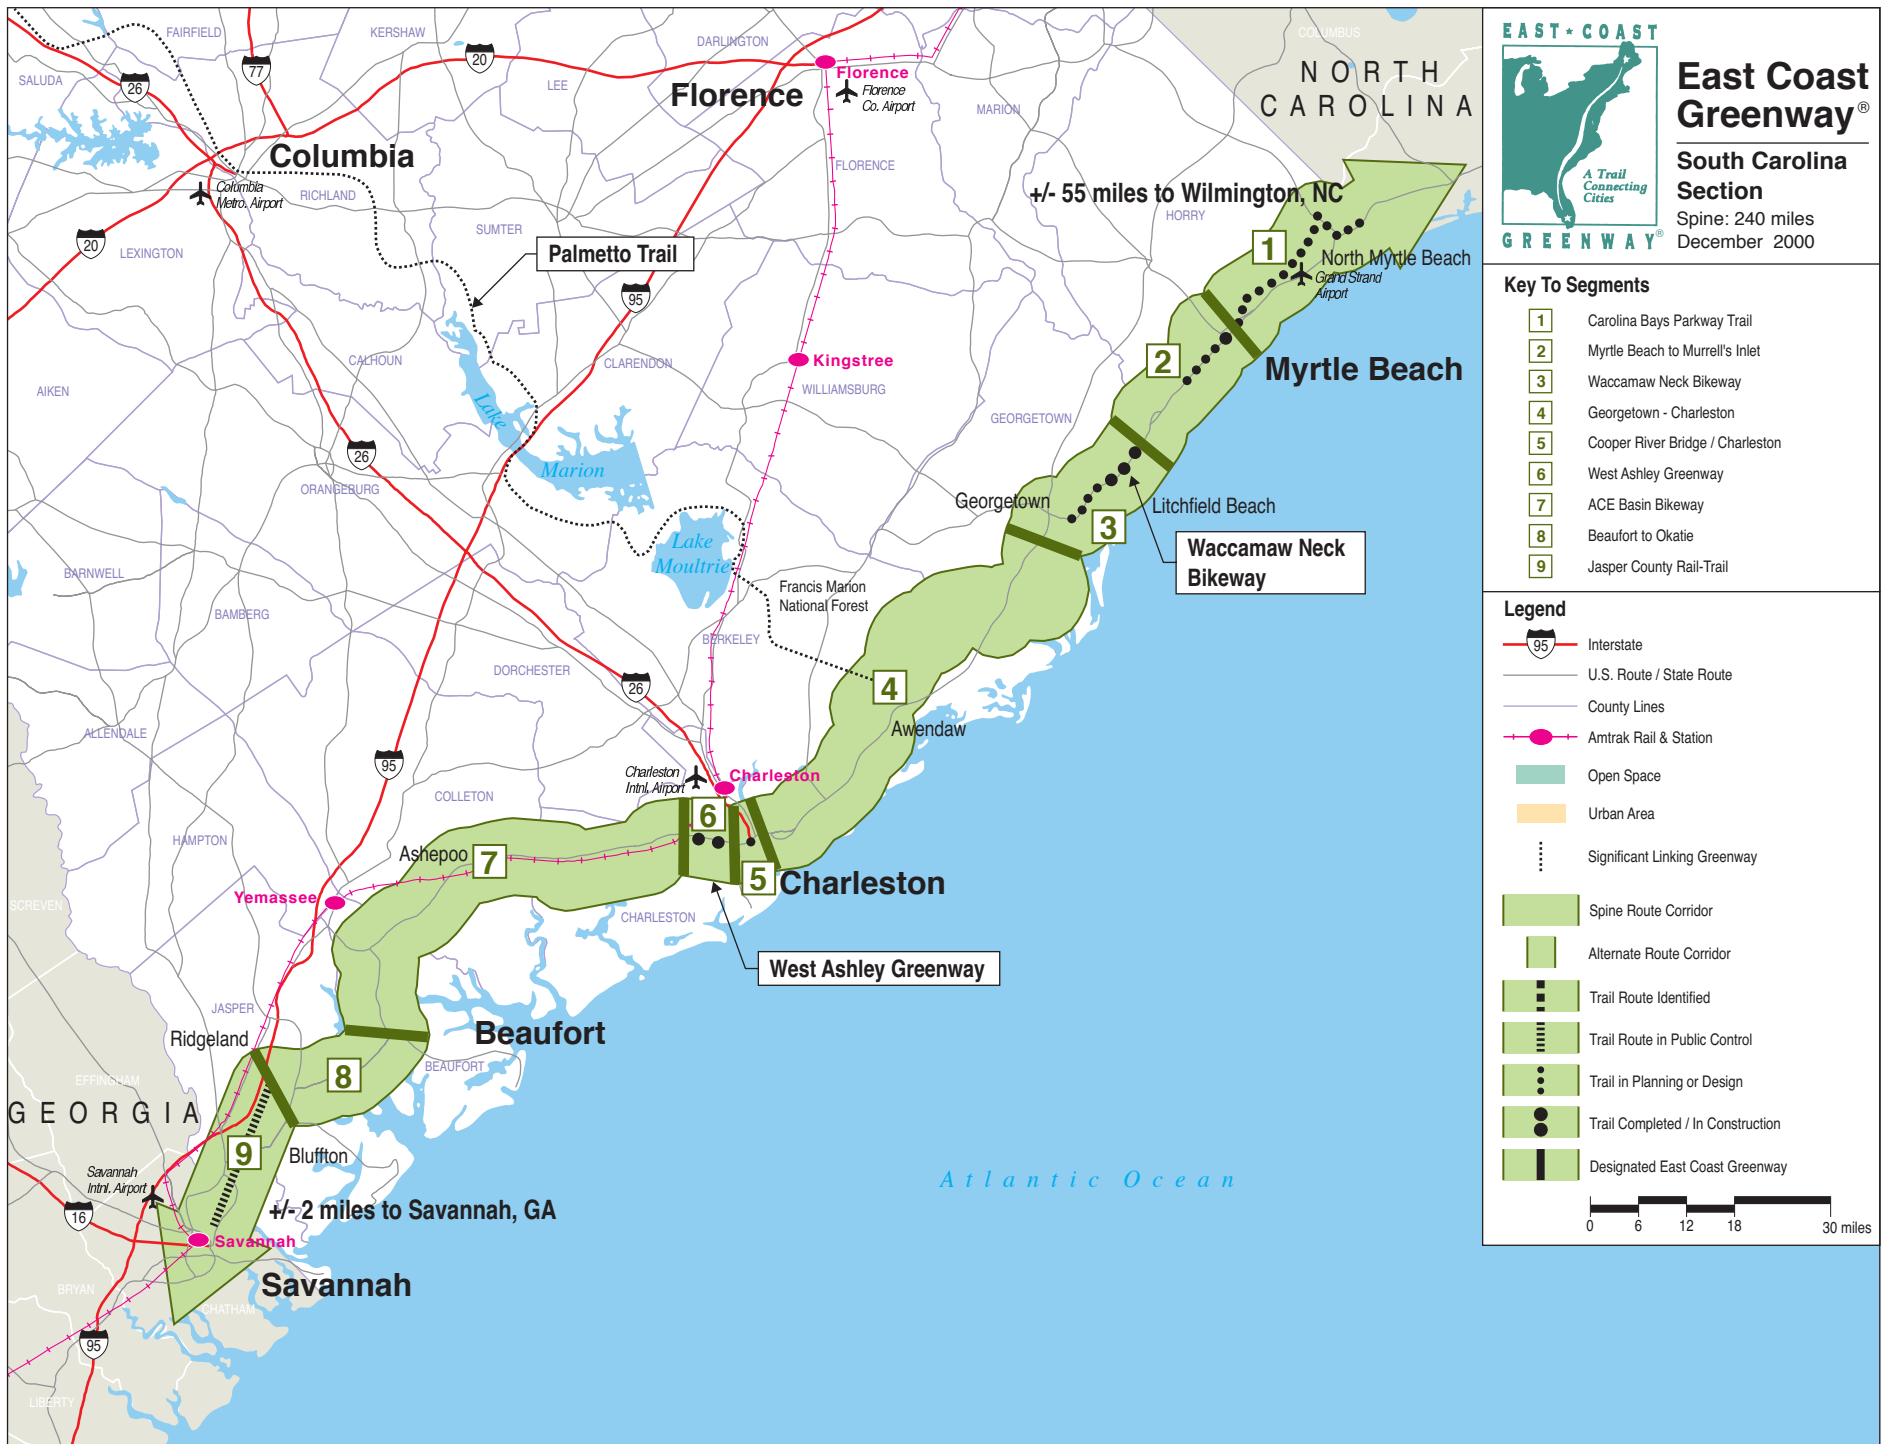 FAIRFIELD
KERSHAW
DARLINGTON
COLUMBUS
SALUDA
26
77
20
LEE
Florence
Florence
Florence
Co. Airport
MARION
NORTH
CAROLINA
Columbia
Columbia
Metro. Airport
RICHLAND
FLORENCE
+/- 55 miles to Wilmington, NC
HORRY
20
LEXINGTON
SUMTER
Palmetto Trail
1
North Myrtle Beach
Grand Strand
Airport
95
CALHOUN
CLARENDON
Kingstree
WILLIAMSBURG
2
Myrtle Beach
AIKEN
GEORGETOWN
Lake
Marion
26
ORANGEBURG
Georgetown
Litchfield Beach
3
Waccamaw Neck
Bikeway
Lake
Moultrie
BARNWELL
Francis Marion
National Forest
BAMBERG
BERKELEY
DORCHESTER
26
4
ALLENDALE
Awendaw
95
Charleston
Intnl. Airport
Charleston
COLLETON
6
HAMPTON
Ashepoo
7
5
Charleston
Yemassee
SCREVEN
CHARLESTON
West Ashley Greenway
JASPER
Ridgeland
Beaufort
8
BEAUFORT
EFFINGHAM
GEORGIA
9
Bluffton
Savannah
Intnl. Airport
16
+/- 2 miles to Savannah, GA
Savannah
Savannah
BRYAN
CHATHAM
95
LIBERTY
Atlantic Ocean
EAST COAST
A Trail
Connecting
Cities
GREENWAY®
East Coast
Greenway®
South Carolina
Section
Spine: 240 miles
December 2000
Key To Segments
1 Carolina Bays Parkway Trail
2 Myrtle Beach to Murrell's Inlet
3 Waccamaw Neck Bikeway
4 Georgetown - Charleston
5 Cooper River Bridge / Charleston
6 West Ashley Greenway
7 ACE Basin Bikeway
8 Beaufort to Okatie
9 Jasper County Rail-Trail
Legend
95 Interstate
U.S. Route / State Route
County Lines
Amtrak Rail & Station
Open Space
Urban Area
Significant Linking Greenway
Spine Route Corridor
Alternate Route Corridor
Trail Route Identified
Trail Route in Public Control
Trail in Planning or Design
Trail Completed / In Construction
Designated East Coast Greenway
0 6 12 18 30 miles